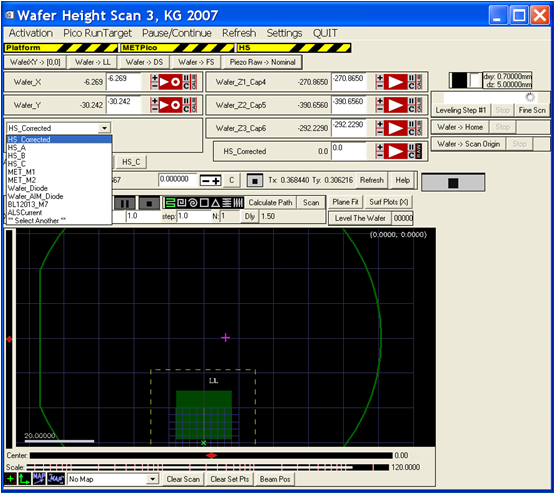 Wafer Height Scan 3, KG 2007
Activation Pico RunTarget Pause/Continue Refresh Settings QUIT
Platform METPico HS
WaferXY -> [0,0] Wafer -> LL Wafer -> DS Wafer -> FS Piezo Raw -> Nominal
Wafer_X -6.269 -6.269 Wafer_Z1_Cap4 -270.8650 -270.8650
dxy: 0.70000mm
dz: 5.00000mm
Wafer_Y -30.242 -30.242 Wafer_Z2_Cap5 -390.6560 -390.6560
Leveling Step #1 Stop Fine Scn
HS_Corrected Wafer_Z3_Cap6 -292.2290 -292.2290 Wafer -> Home Stop
HS_Corrected
HS_A
HS_B
HS_C
MET_M1
MET_M2
Wafer_Diode
Wafer_AIM_Diode
BL12013_M7
ALSCurrent
** Select Another **
HS_Corrected 0.0 0.0 Wafer -> Scan Origin Stop
HS_C
467 0.000000 C Tx: 0.368440 Ty: 0.306216 Refresh Help
Calculate Path Scan Plane Fit Surf Plots (X)
1.0 step: 1.0 N: 1 Dly 1.50 Level The Wafer 00000
{0.0000, 0.0000}
LL
20.00000
Center: 0.00
Scale: 120.0000
MAP MAP No Map Clear Scan Clear Set Pts Beam Pos